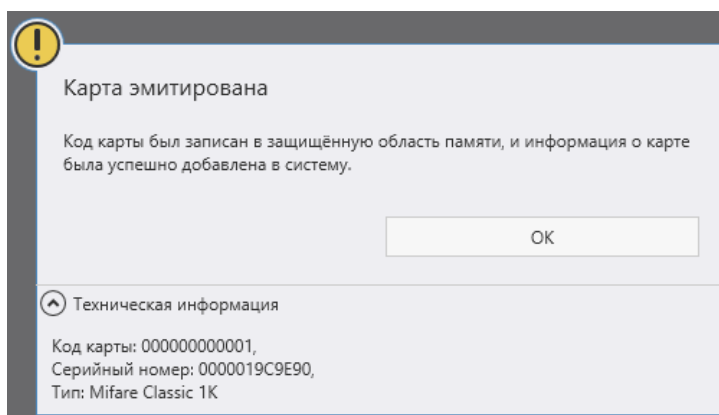 Карта эмитирована
Код карты был записан в защищённую область памяти, и информация о карте
была успешно добавлена в систему.
ОК
Техническая информация
Код карты: 000000000001,
Серийный номер: 0000019C9E90,
Тип: Mifare Classic 1K